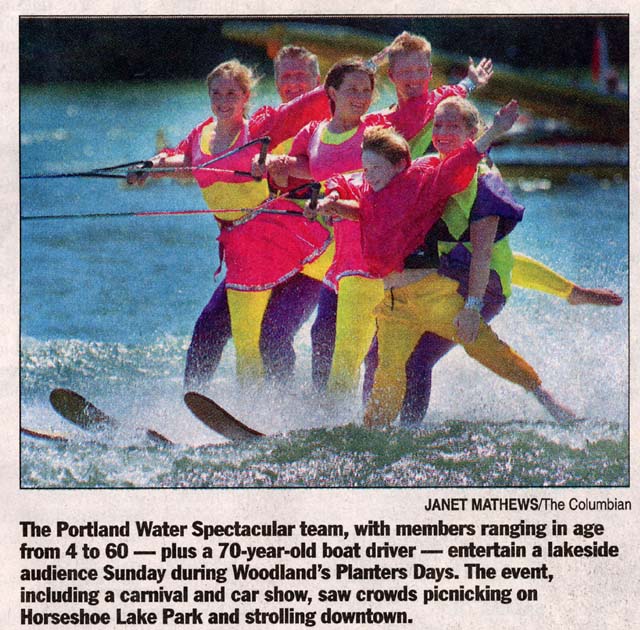 JANET MATHEWS/The Columbian
The Portland Water Spectacular team, with members ranging in age
from 4 to 60 — plus a 70-year-old boat driver — entertain a lakeside
audience Sunday during Woodland's Planters Days. The event,
including a carnival and car show, saw crowds picnicking on
Horseshoe Lake Park and strolling downtown.